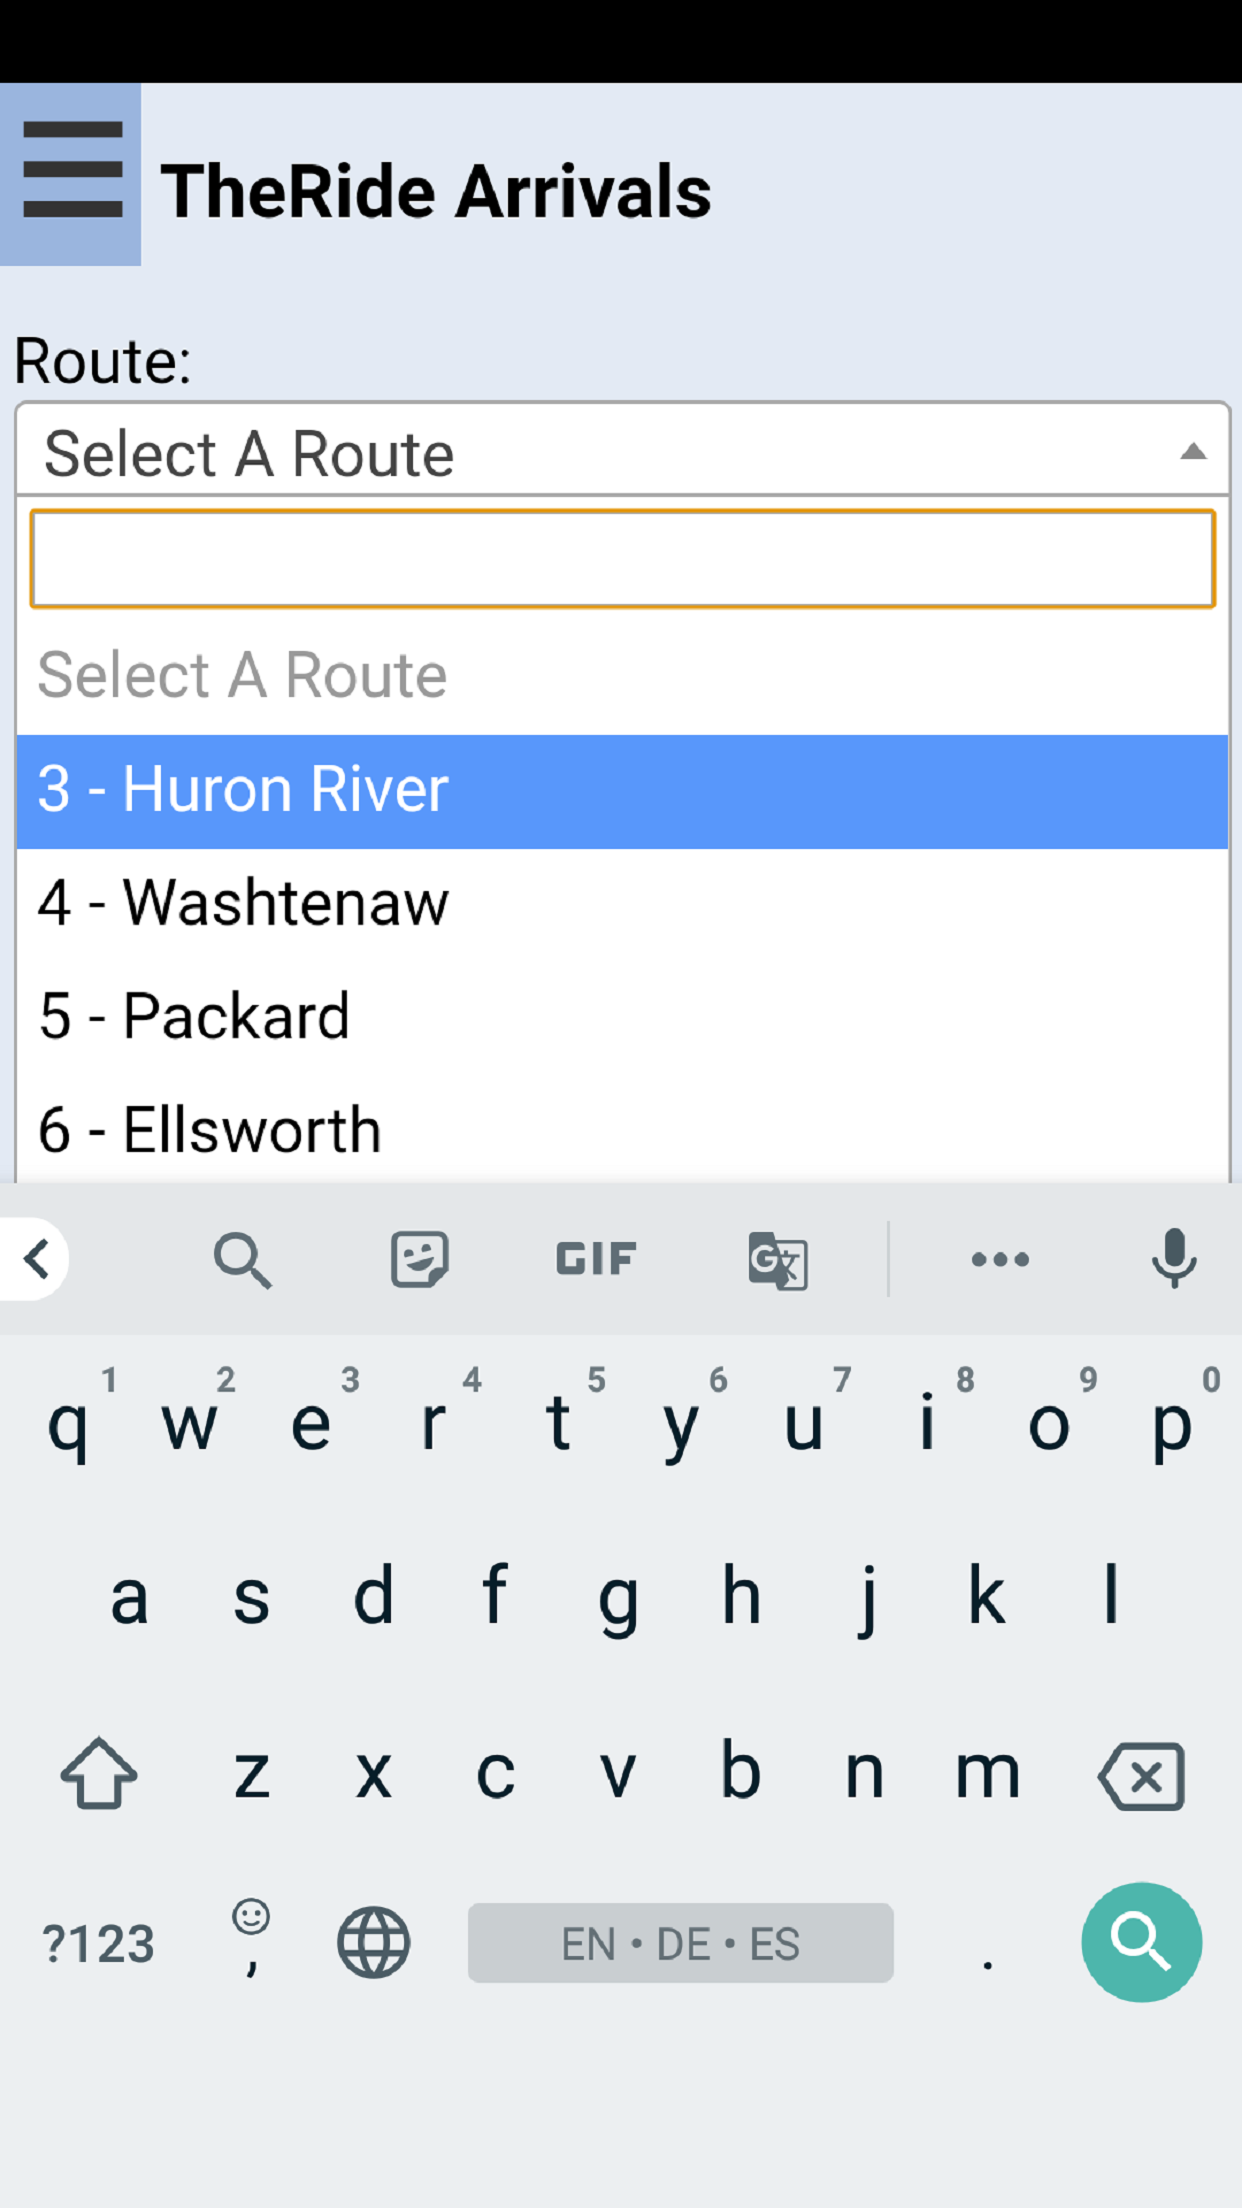 TheRide Arrivals
Route:
Select A Route
Select A Route
3 - Huron River
4 - Washtenaw
5 - Packard
6 - Ellsworth
GIF
G
1 2 3 4 5 6 7 8 9 0
q w e r t y u i o p
a s d f g h j k l
z x c v b n m
?123 , EN • DE • ES .